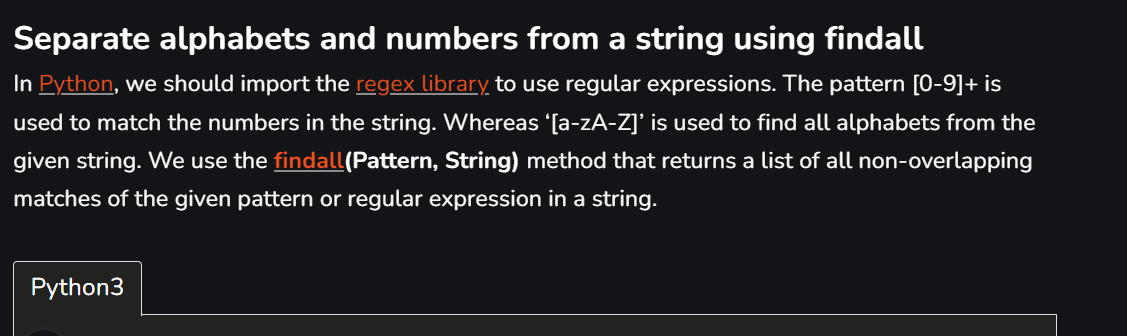 Separate alphabets and numbers from a string using findall
In Python, we should import the regex library to use regular expressions. The pattern [0-9]+ is
used to match the numbers in the string. Whereas ‘[a-zA-Z]’ is used to find all alphabets from the
given string. We use the findall(Pattern, String) method that returns a list of all non-overlapping
matches of the given pattern or regular expression in a string.
Python3